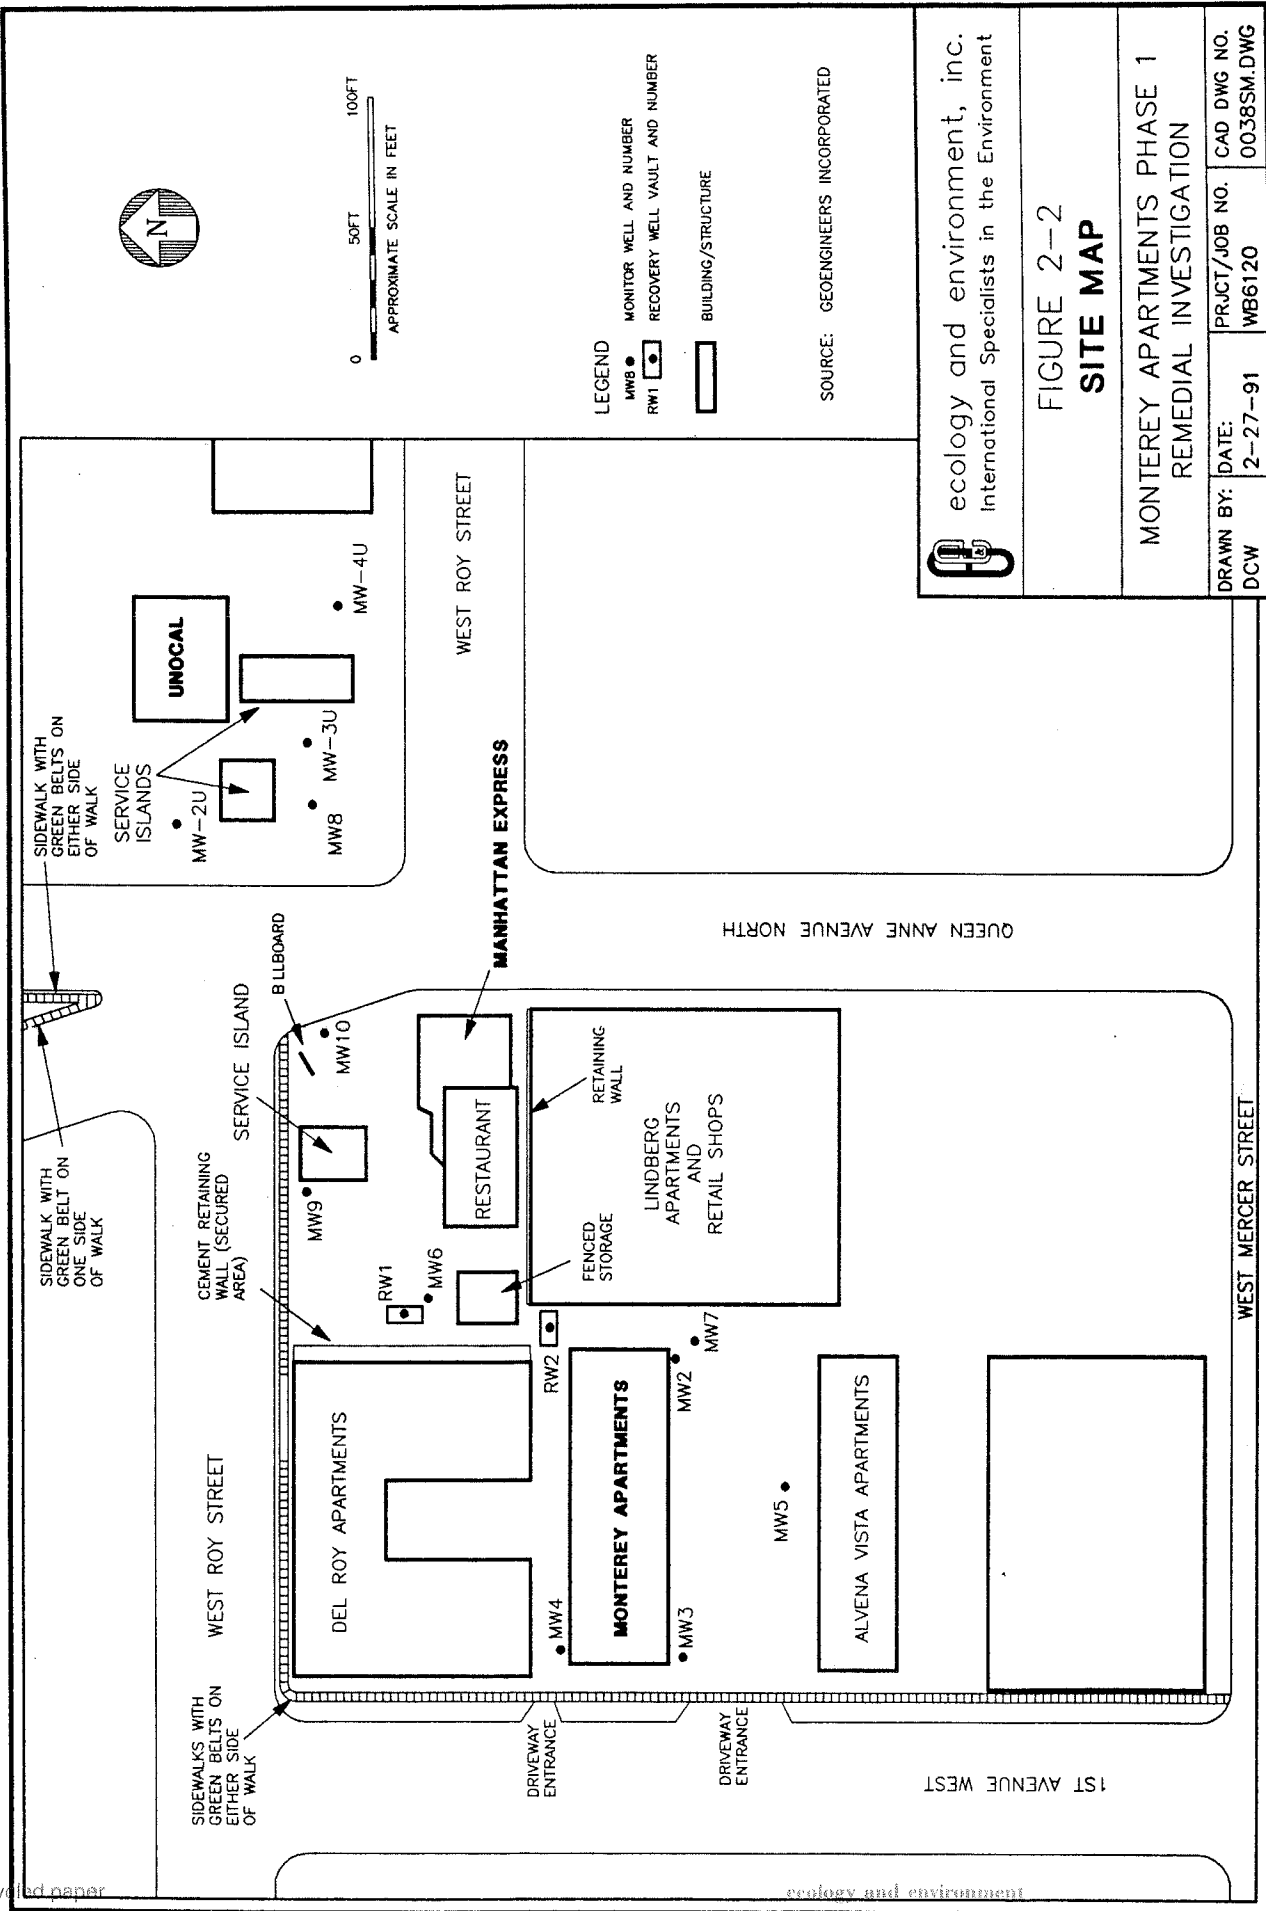 SIDEWALK WITH
GREEN BELTS ON
EITHER SIDE
OF WALK
SERVICE
ISLANDS
UNOCAL
MW-2U
MW-3U
MW8
MW-4U
WEST ROY STREET
MANHATTAN EXPRESS
QUEEN ANNE AVENUE NORTH
SIDEWALK WITH
GREEN BELT ON
ONE SIDE
OF WALK
BILLBOARD
SERVICE ISLAND
MW10
MW9
CEMENT RETAINING
WALL (SECURED
AREA)
RESTAURANT
RETAINING
WALL
FENCED
STORAGE
LINDBERG
APARTMENTS
AND
RETAIL SHOPS
RW1
MW6
RW2
MW7
MW2
WEST ROY STREET
DEL ROY APARTMENTS
MONTEREY APARTMENTS
MW4
MW3
MW5
ALVENA VISTA APARTMENTS
WEST MERCER STREET
SIDEWALKS WITH
GREEN BELTS ON
EITHER SIDE
OF WALK
DRIVEWAY
ENTRANCE
DRIVEWAY
ENTRANCE
1ST AVENUE WEST
N
0 50FT 100FT
APPROXIMATE SCALE IN FEET
LEGEND
MW8 MONITOR WELL AND NUMBER
RW1 RECOVERY WELL VAULT AND NUMBER
BUILDING/STRUCTURE
SOURCE: GEOENGINEERS INCORPORATED
ecology and environment, inc.
International Specialists in the Environment
FIGURE 2-2
SITE MAP
MONTEREY APARTMENTS PHASE 1
REMEDIAL INVESTIGATION
DRAWN BY: DCW
DATE: 2-27-91
PRJCT/JOB NO. WB6120
CAD DWG NO. 0038SM.DWG
paper
ecology and environment